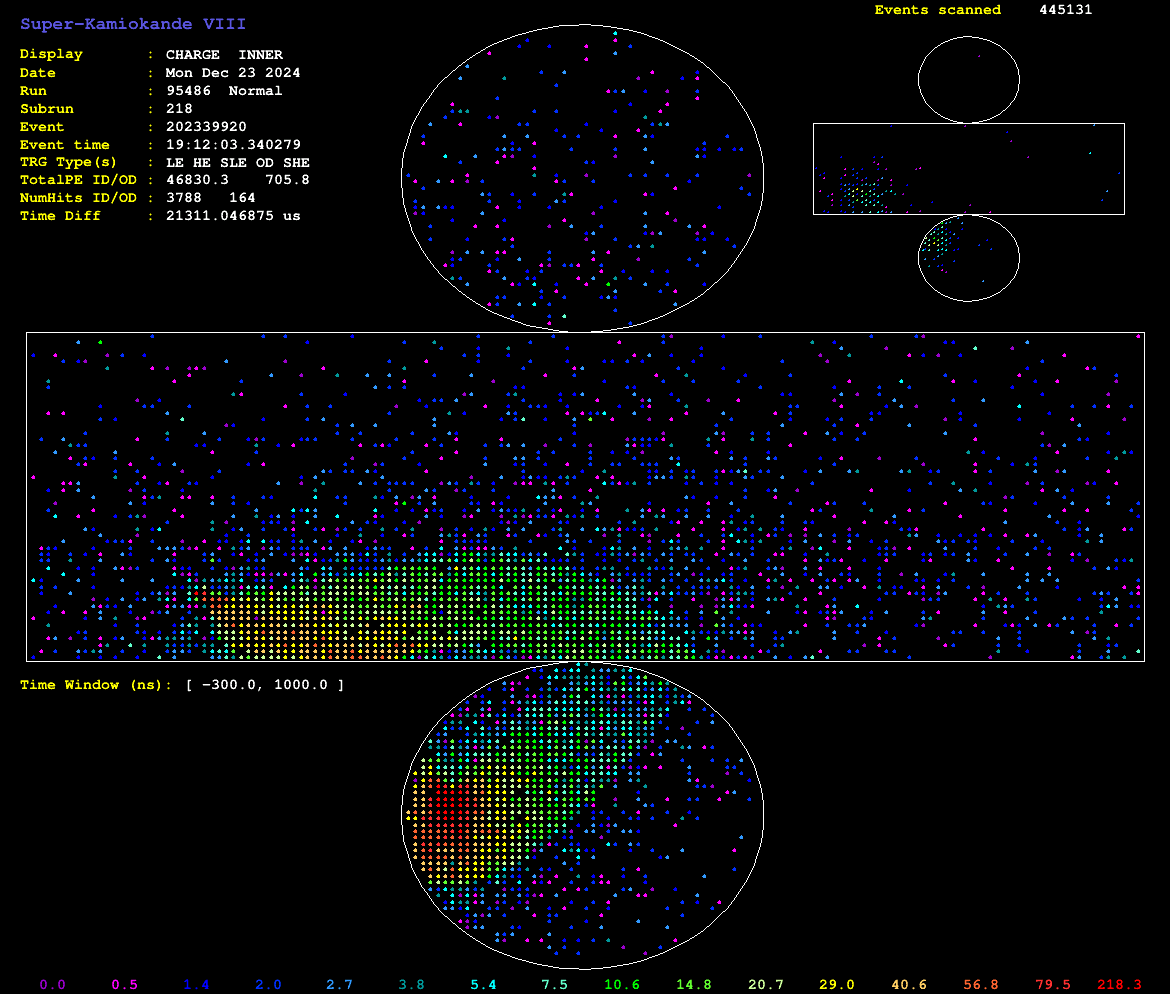 Super-Kamiokande VIII
Events scanned 445131
Display : CHARGE INNER
Date : Mon Dec 23 2024
Run : 95486 Normal
Subrun : 218
Event : 202339920
Event time : 19:12:03.340279
TRG Type(s) : LE HE SLE OD SHE
TotalPE ID/OD : 46830.3 705.8
NumHits ID/OD : 3788 164
Time Diff : 21311.046875 us
Time Window (ns): [ -300.0, 1000.0 ]
0.0 0.5 1.4 2.0 2.7 3.8 5.4 7.5 10.6 14.8 20.7 29.0 40.6 56.8 79.5 218.3